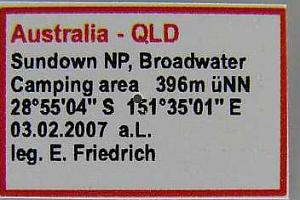 Australia - QLD
Sundown NP, Broadwater
Camping area 396m üNN
28°55'04" S 151°35'01" E
03.02.2007 a.L.
leg. E. Friedrich